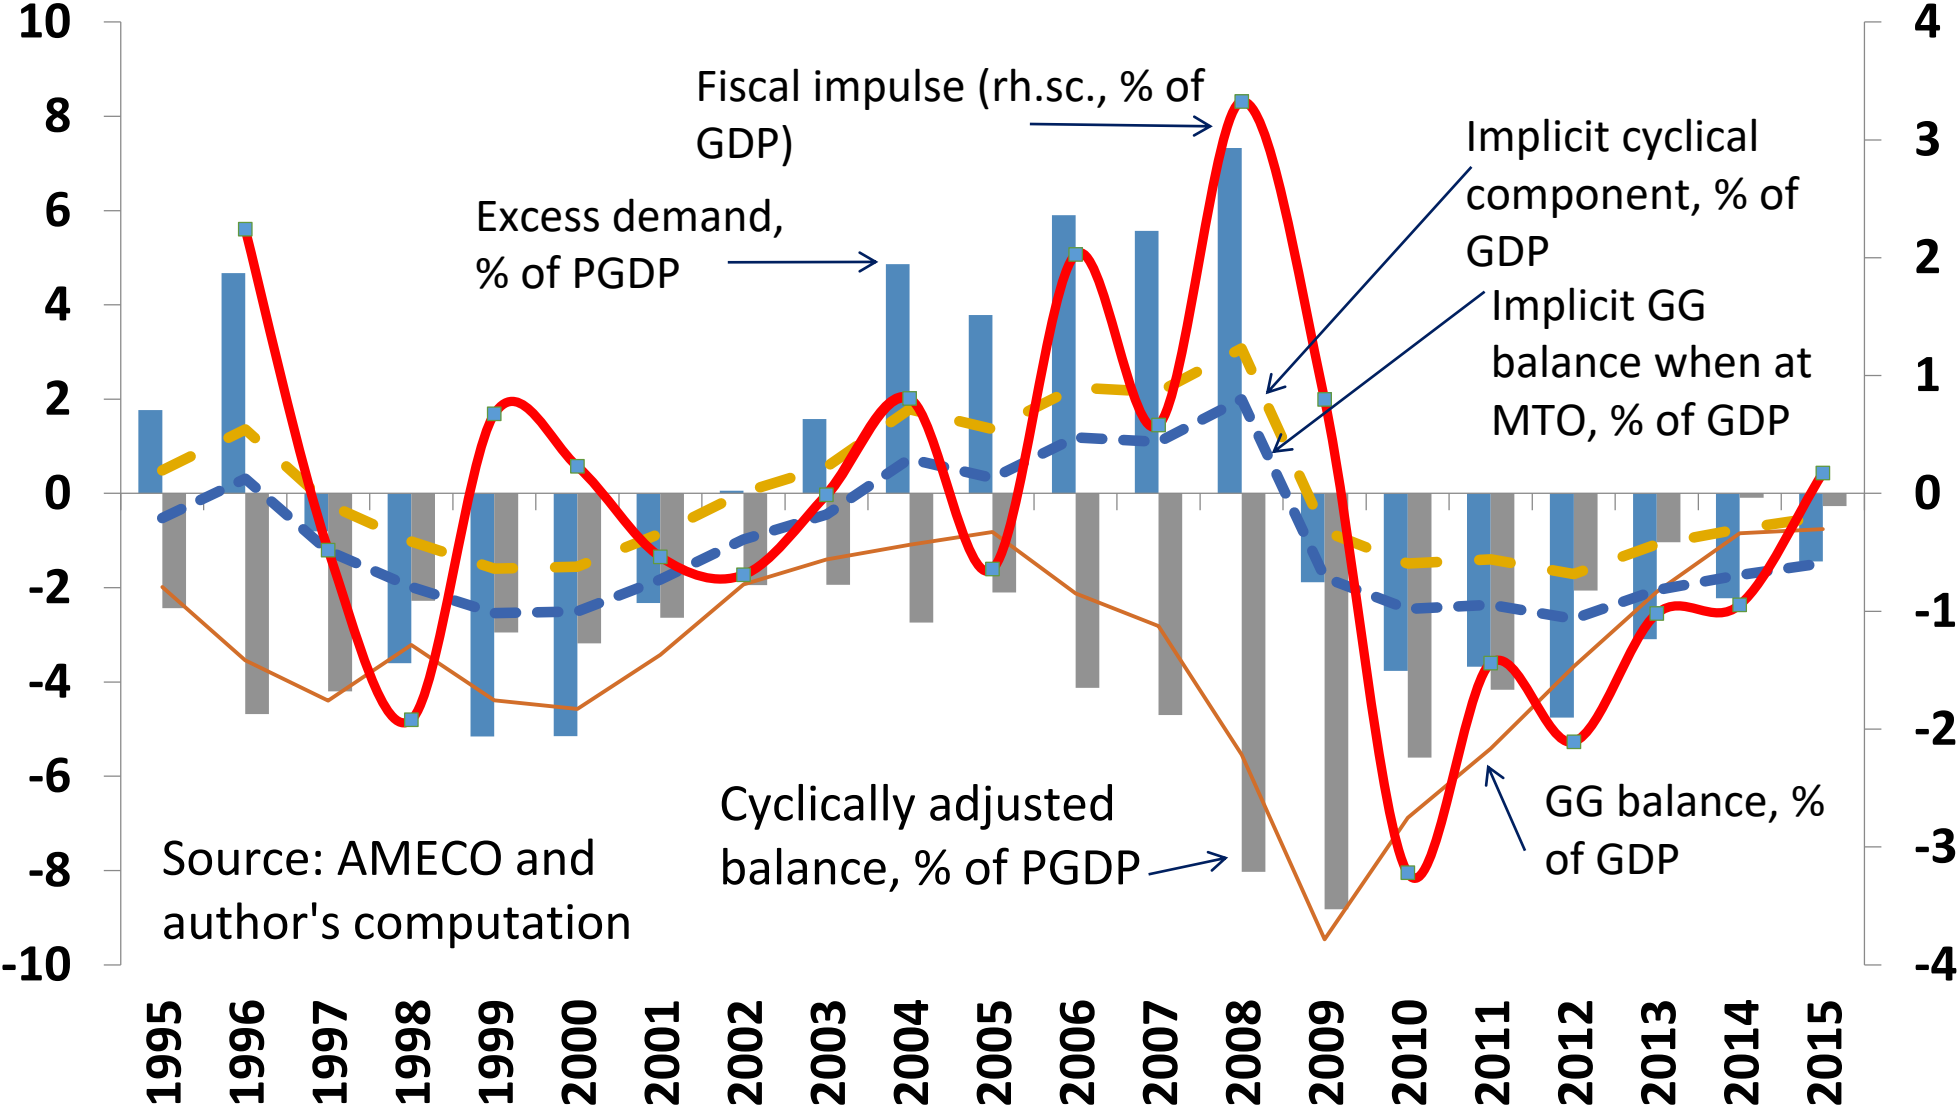 10
8
6
4
2
0
-2
-4
-6
-8
-10
4
3
2
1
0
-1
-2
-3
-4
Fiscal impulse (rh.sc., % of
GDP)
Excess demand,
% of PGDP
Implicit cyclical
component, % of
GDP
Implicit GG
balance when at
MTO, % of GDP
Cyclically adjusted
balance, % of PGDP
GG balance, %
of GDP
Source: AMECO and
author's computation
1995
1996
1997
1998
1999
2000
2001
2002
2003
2004
2005
2006
2007
2008
2009
2010
2011
2012
2013
2014
2015